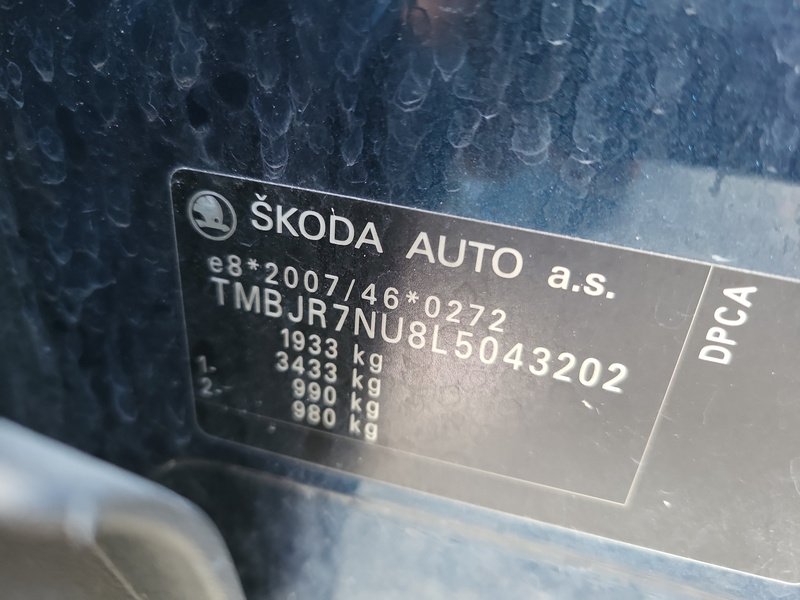 ŠKODA AUTO a.s.
e8*2007/46*0272
TMBJR7NU8L5043202
1933 kg
3433 kg
1. 990 kg
2. 980 kg
DPCA